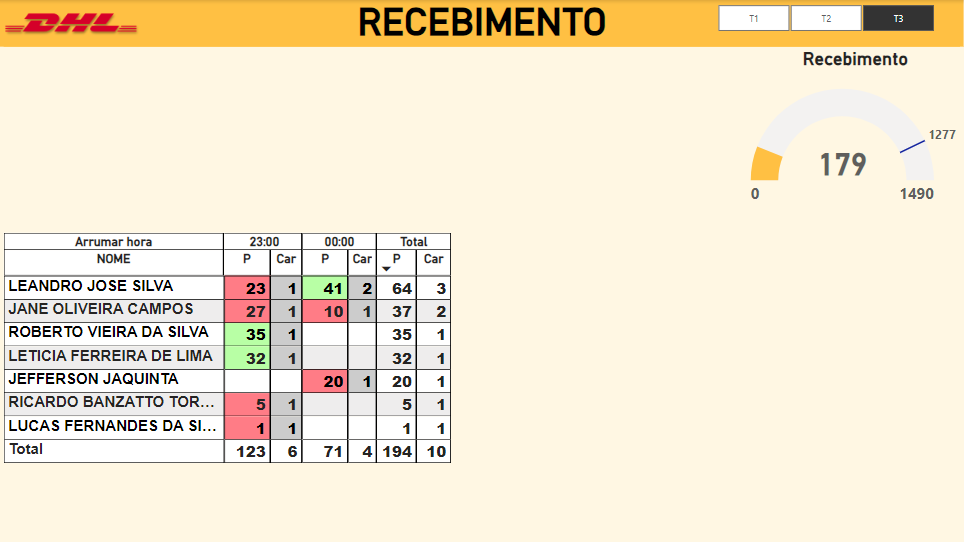 DHL RECEBIMENTO T1 T2 T3
Recebimento
1277
179
0 1490
Arrumar hora 23:00 00:00 Total
NOME P Car P Car P Car
LEANDRO JOSE SILVA 23 1 41 2 64 3
JANE OLIVEIRA CAMPOS 27 1 10 1 37 2
ROBERTO VIEIRA DA SILVA 35 1 35 1
LETICIA FERREIRA DE LIMA 32 1 32 1
JEFFERSON JAQUINTA 20 1 20 1
RICARDO BANZATTO TOR... 5 1 5 1
LUCAS FERNANDES DA SI... 1 1 1 1
Total 123 6 71 4 194 10